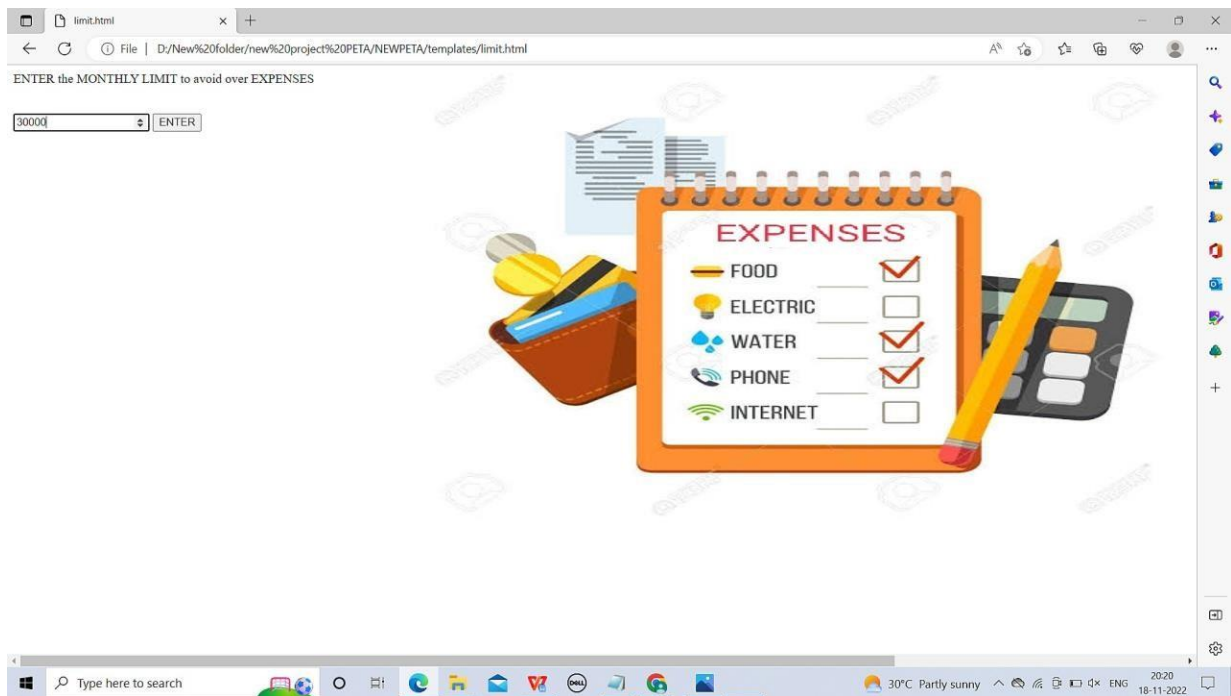 limit.html
File | D:/New%20folder/new%20project%20PETA/NEWPETA/templates/limit.html
ENTER the MONTHLY LIMIT to avoid over EXPENSES
30000 ENTER
EXPENSES
FOOD
ELECTRIC
WATER
PHONE
INTERNET
Type here to search
DELL
30°C Partly sunny
ENG
20:20
18-11-2022